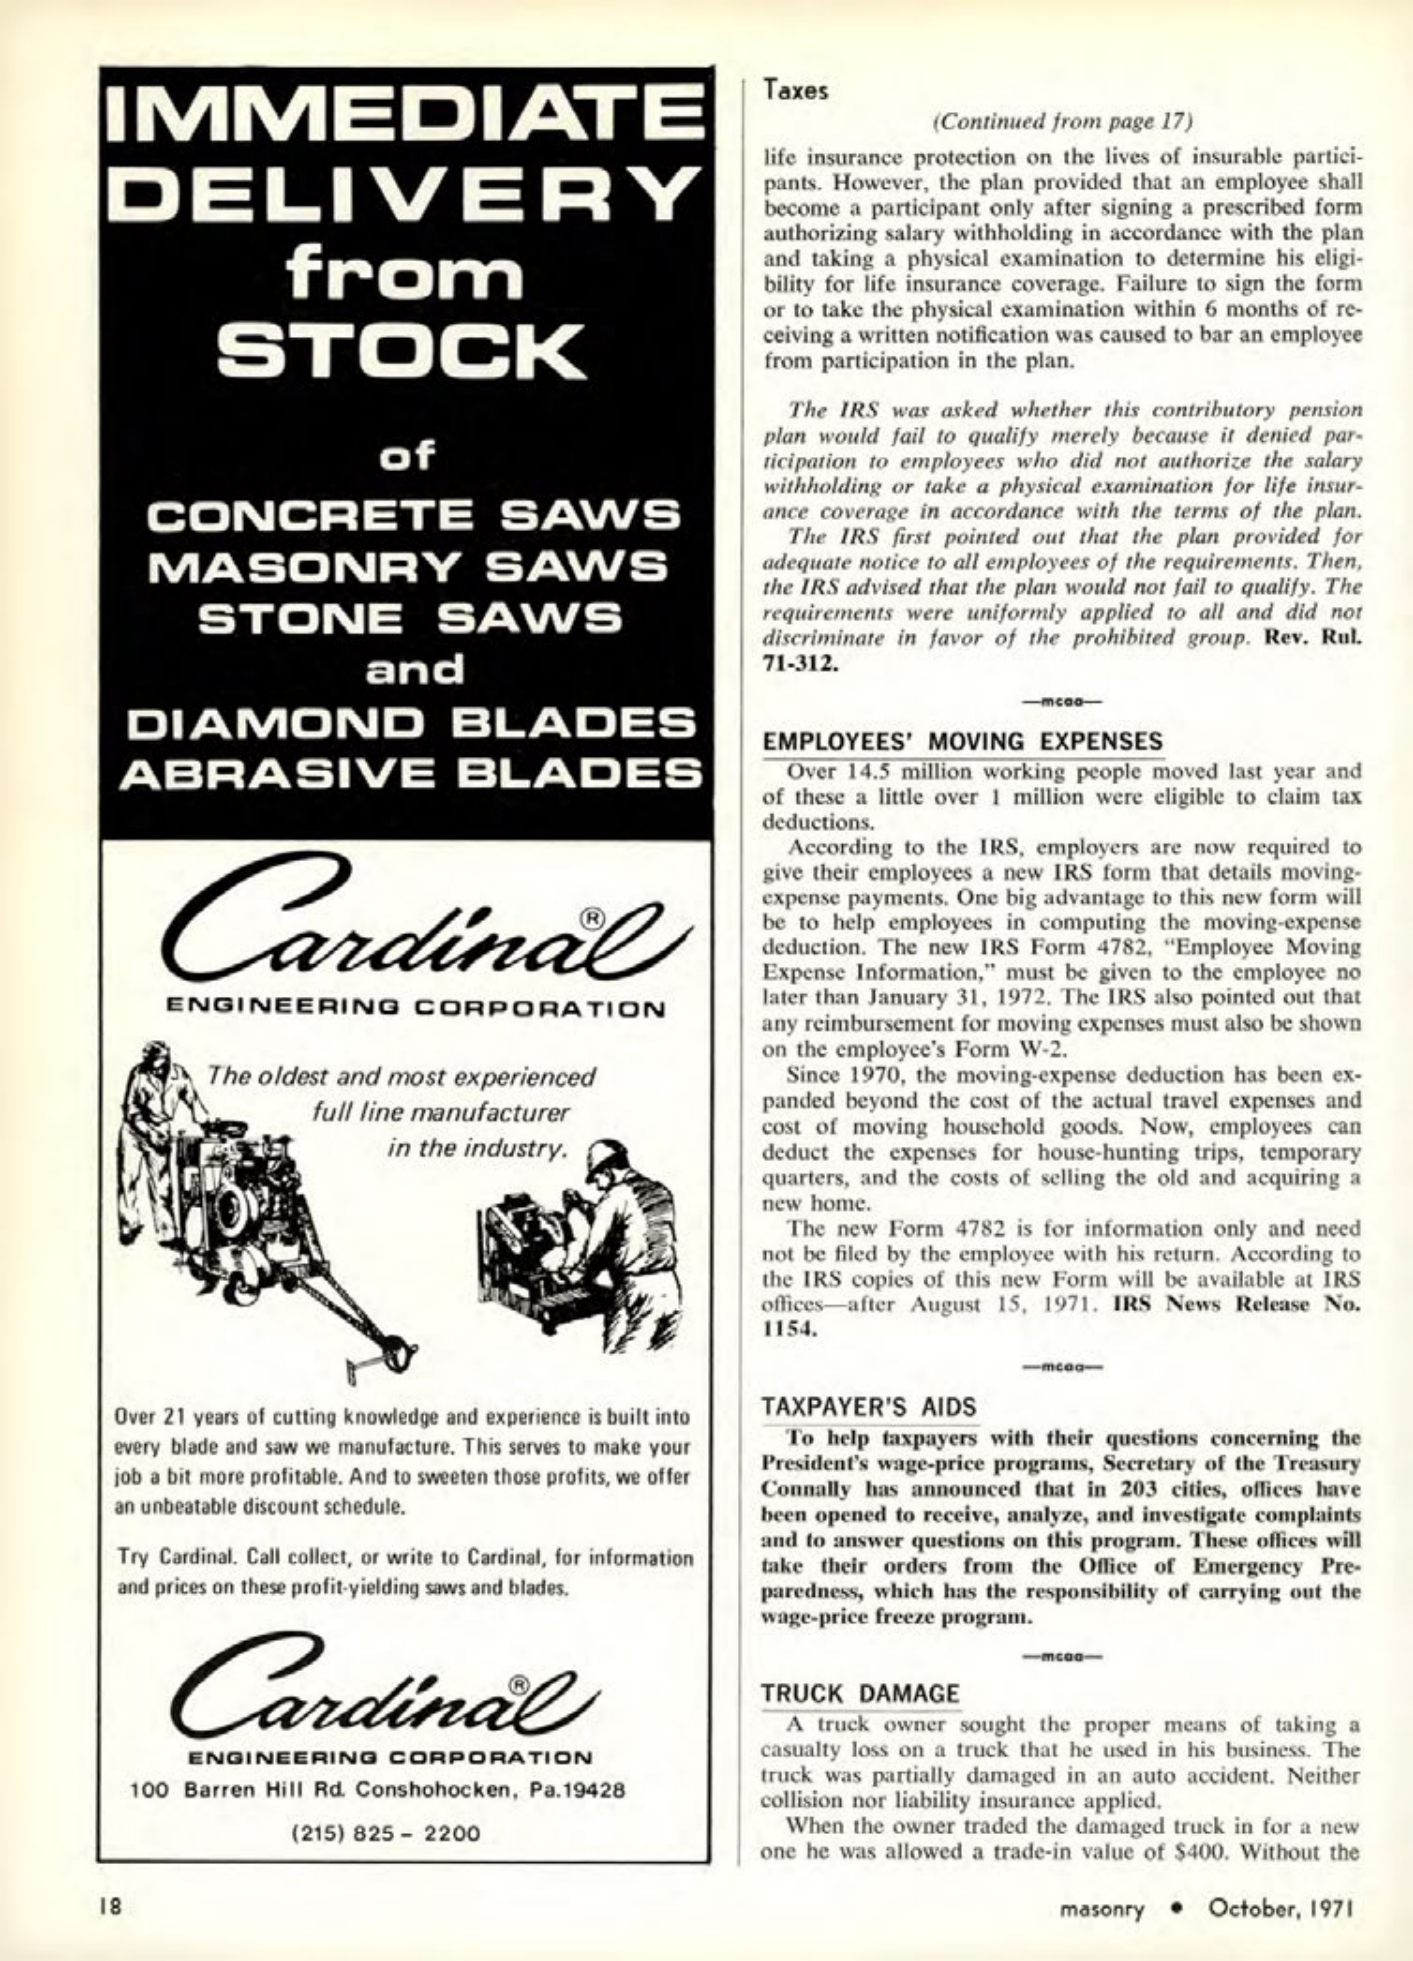 IMMEDIATE
DELIVERY
from
STOCK
of
CONCRETE SAWS
MASONRY SAWS
STONE SAWS
and
DIAMOND BLADES
ABRASIVE BLADES
Cardinal®
ENGINEERING CORPORATION
The oldest and most experienced
full line manufacturer
in the industry.
Over 21 years of cutting knowledge and experience is built into
every blade and saw we manufacture. This serves to make your
job a bit more profitable. And to sweeten those profits, we offer
an unbeatable discount schedule.
Try Cardinal. Call collect, or write to Cardinal, for information
and prices on these profit-yielding saws and blades.
Cardinal®
ENGINEERING CORPORATION
100 Barren Hill Rd. Conshohocken, Pa.19428
(215) 825 – 2200
Taxes
(Continued from page 17)
life insurance protection on the lives of insurable partici-
pants. However, the plan provided that an employee shall
become a participant only after signing a prescribed form
authorizing salary withholding in accordance with the plan
and taking a physical examination to determine his eligi-
bility for life insurance coverage. Failure to sign the form
or to take the physical examination within 6 months of re-
ceiving a written notification was caused to bar an employee
from participation in the plan.
The IRS was asked whether this contributory pension
plan would fail to qualify merely because it denied par-
ticipation to employees who did not authorize the salary
withholding or take a physical examination for life insur-
ance coverage in accordance with the terms of the plan.
The IRS first pointed out that the plan provided for
adequate notice to all employees of the requirements. Then,
the IRS advised that the plan would not fail to qualify. The
requirements were uniformly applied to all and did not
discriminate in favor of the prohibited group. Rev. Rul.
71-312.
—mcaa—
EMPLOYEES' MOVING EXPENSES
Over 14.5 million working people moved last year and
of these a little over 1 million were eligible to claim tax
deductions.
According to the IRS, employers are now required to
give their employees a new IRS form that details moving-
expense payments. One big advantage to this new form will
be to help employees in computing the moving-expense
deduction. The new IRS Form 4782, "Employee Moving
Expense Information," must be given to the employee no
later than January 31, 1972. The IRS also pointed out that
any reimbursement for moving expenses must also be shown
on the employee's Form W-2.
Since 1970, the moving-expense deduction has been ex-
panded beyond the cost of the actual travel expenses and
cost of moving household goods. Now, employees can
deduct the expenses for house-hunting trips, temporary
quarters, and the costs of selling the old and acquiring a
new home.
The new Form 4782 is for information only and need
not be filed by the employee with his return. According to
the IRS copies of this new Form will be available at IRS
offices—after August 15, 1971. IRS News Release No.
1154.
—mcaa—
TAXPAYER'S AIDS
To help taxpayers with their questions concerning the
President's wage-price programs, Secretary of the Treasury
Connally has announced that in 203 cities, offices have
been opened to receive, analyze, and investigate complaints
and to answer questions on this program. These offices will
take their orders from the Office of Emergency Pre-
paredness, which has the responsibility of carrying out the
wage-price freeze program.
—mcaa—
TRUCK DAMAGE
A truck owner sought the proper means of taking a
casualty loss on a truck that he used in his business. The
truck was partially damaged in an auto accident. Neither
collision nor liability insurance applied.
When the owner traded the damaged truck in for a new
one he was allowed a trade-in value of $400. Without the
18
masonry • October, 1971